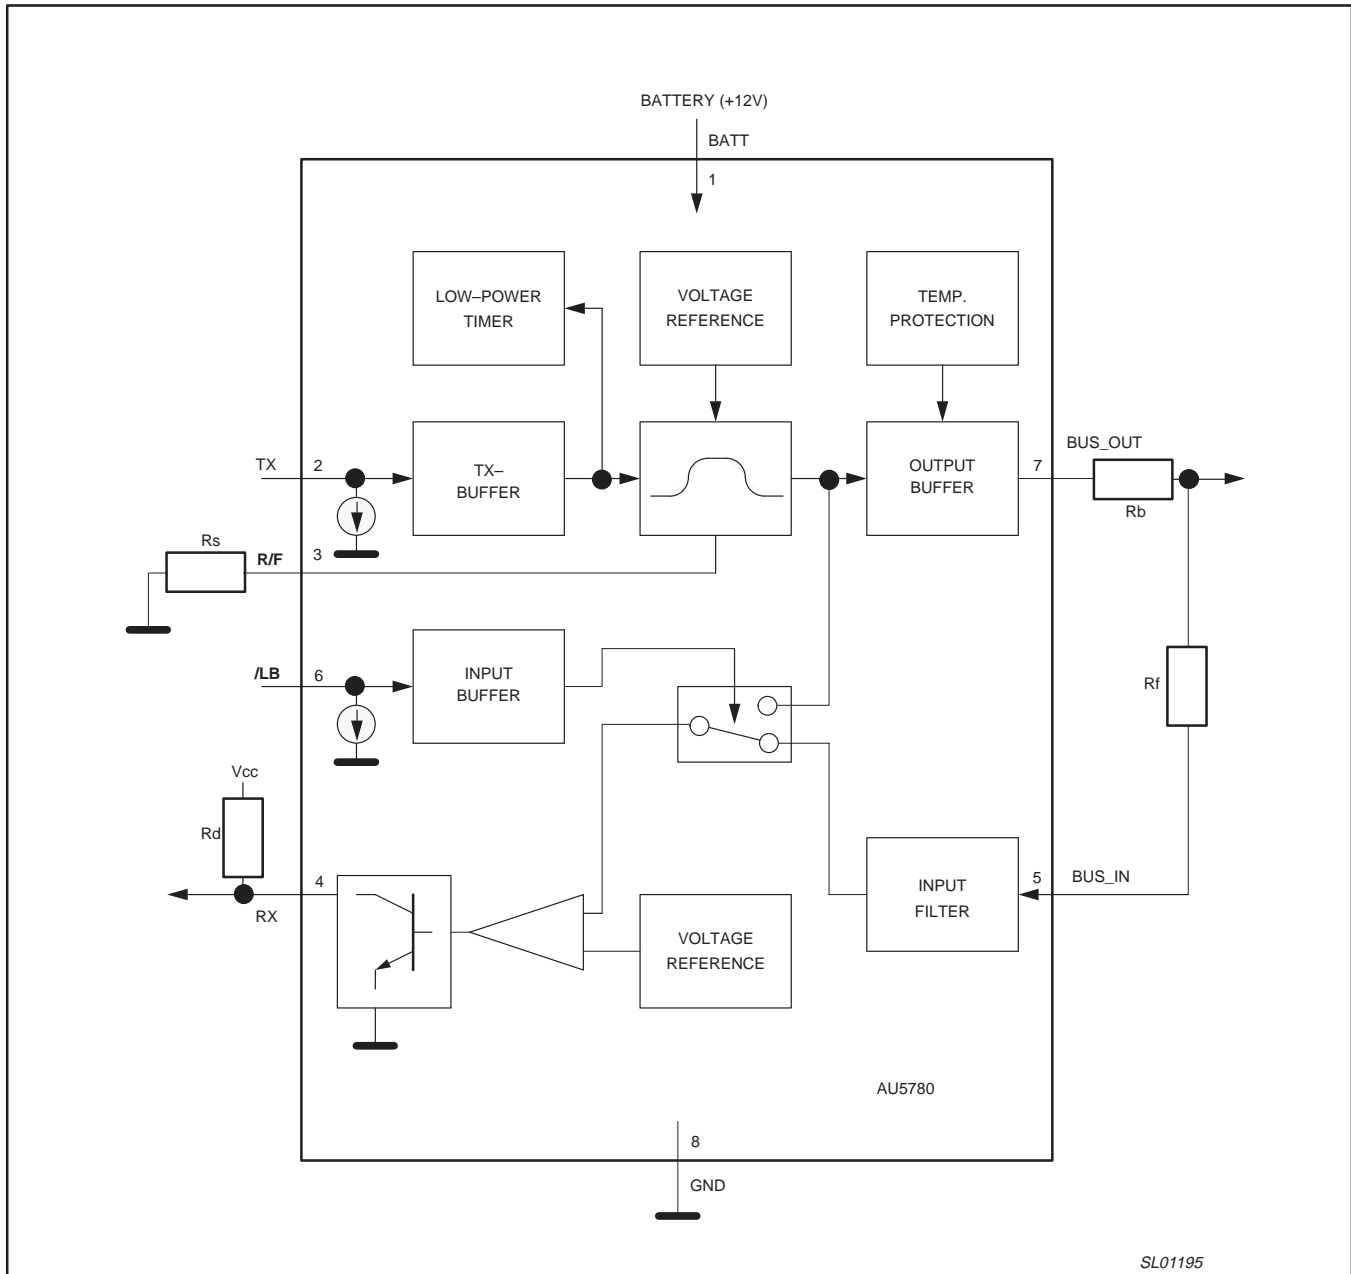 BATTERY (+12V)
BATT
1
LOW–POWER
TIMER
VOLTAGE
REFERENCE
TEMP.
PROTECTION
TX
2
TX–
BUFFER
OUTPUT
BUFFER
7
BUS_OUT
Rb
Rs
R/F
3
/LB
6
INPUT
BUFFER
Rf
Vcc
Rd
4
RX
VOLTAGE
REFERENCE
INPUT
FILTER
5
BUS_IN
AU5780
8
GND
SL01195